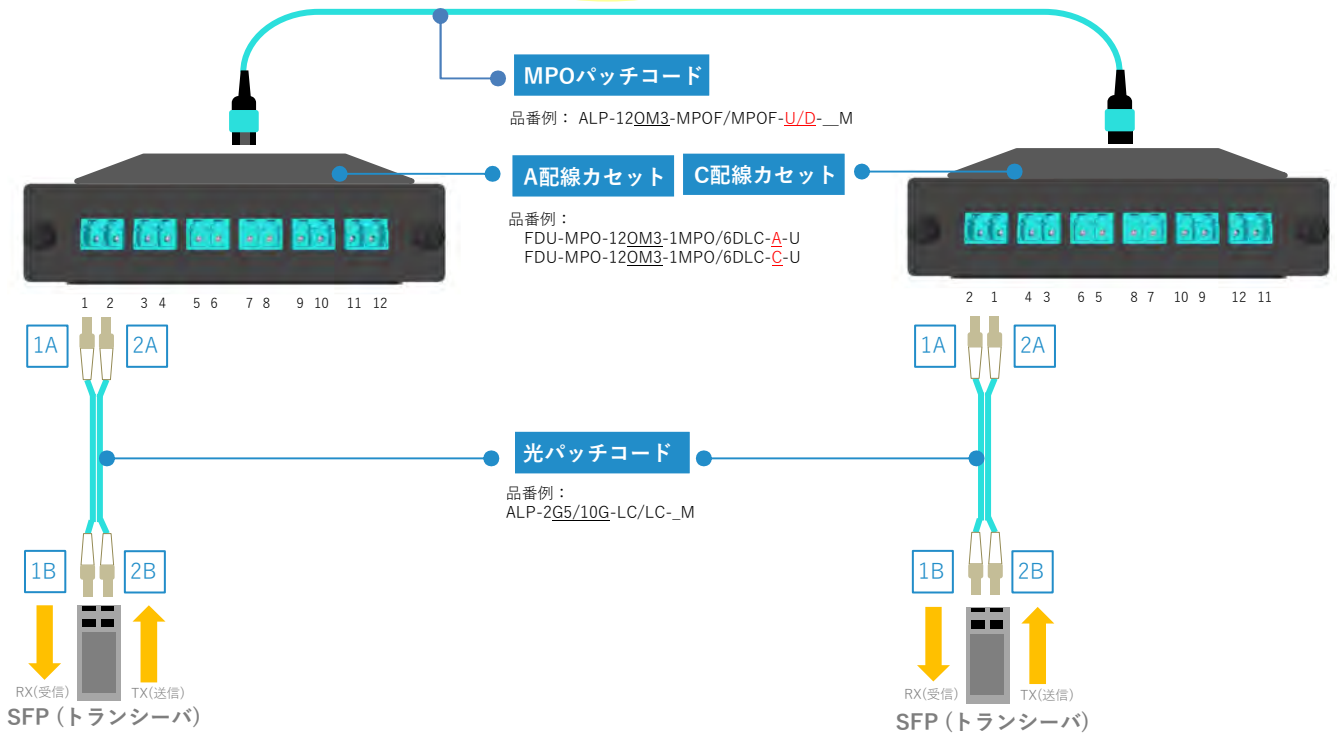 MPOパッチコード
品番例： ALP-12OM3-MPOF/MPOF-U/D-__M
A配線カセット
C配線カセット
品番例：
FDU-MPO-12OM3-1MPO/6DLC-A-U
FDU-MPO-12OM3-1MPO/6DLC-C-U
1 2 3 4 5 6 7 8 9 10 11 12
2 1 4 3 6 5 8 7 10 9 12 11
1A
2A
1A
2A
光パッチコード
品番例：
ALP-2G5/10G-LC/LC-_M
1B
2B
1B
2B
RX(受信)
TX(送信)
RX(受信)
TX(送信)
SFP (トランシーバ)
SFP (トランシーバ)